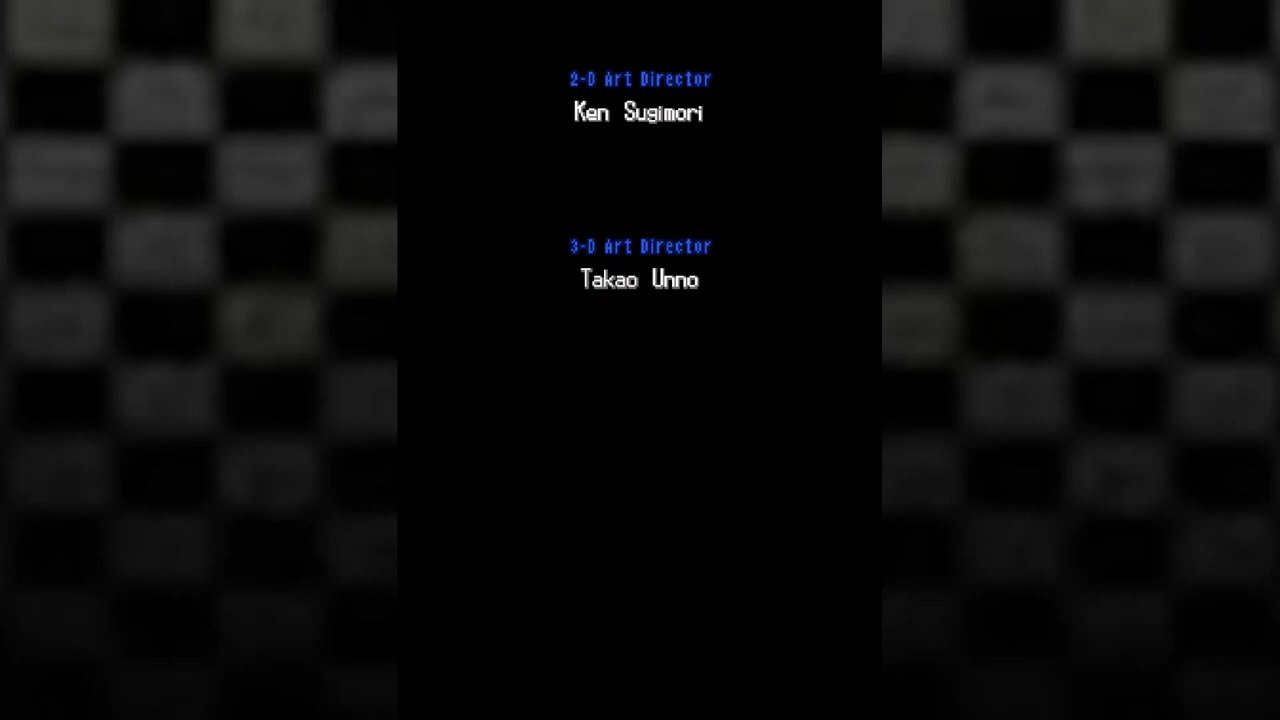 2-D Art Director
Ken Sugimori
3-D Art Director
Takao Unno